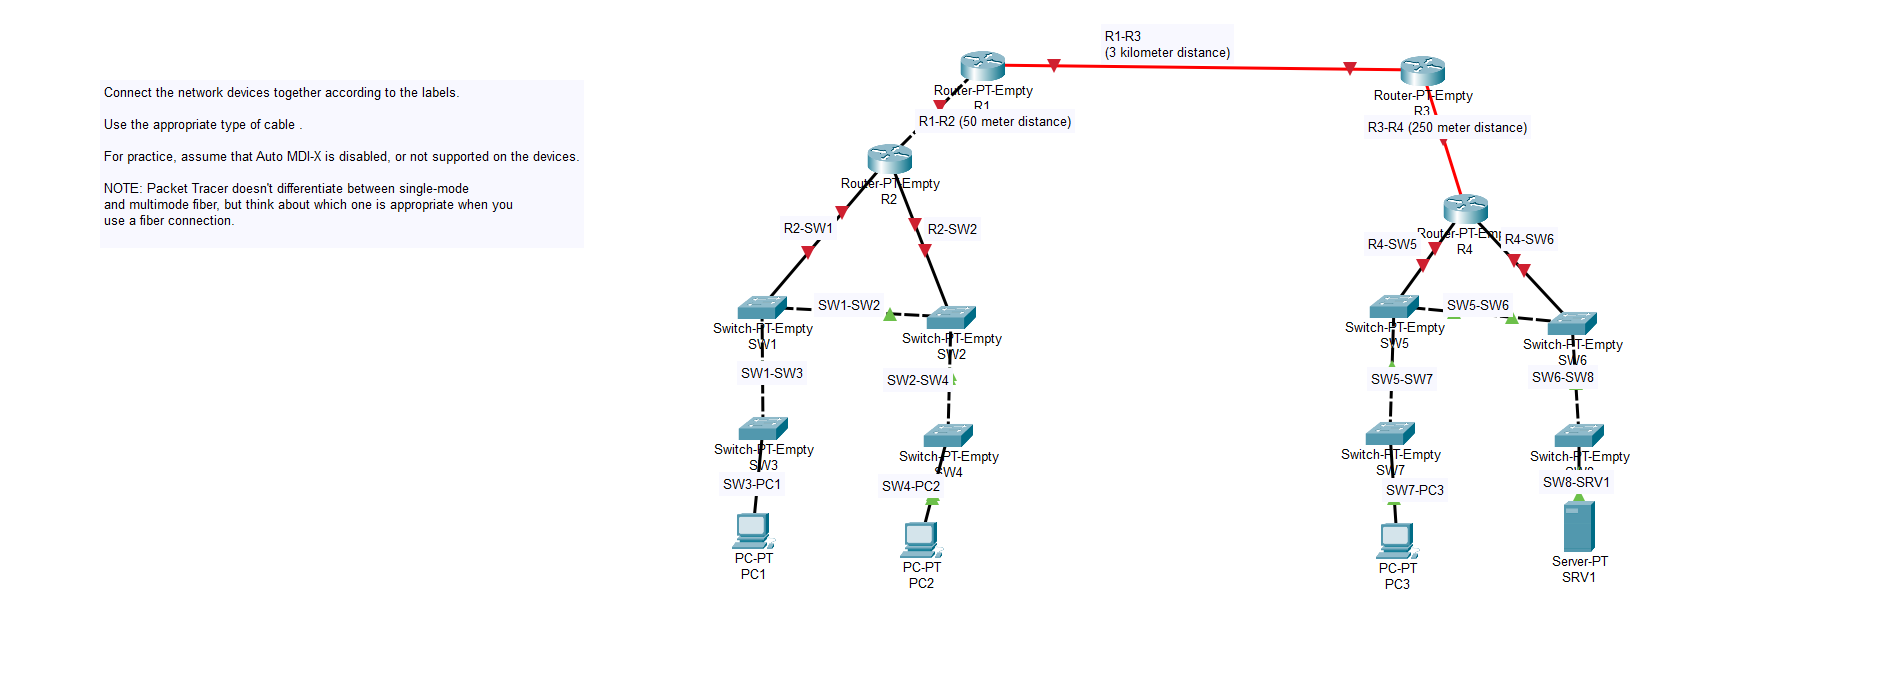 Connect the network devices together according to the labels.
Use the appropriate type of cable .
For practice, assume that Auto MDI-X is disabled, or not supported on the devices.
NOTE: Packet Tracer doesn't differentiate between single-mode
and multimode fiber, but think about which one is appropriate when you
use a fiber connection.
R1-R3
(3 kilometer distance)
Router-PT-Empty
R1
Router-PT-Empty
R3
R1-R2 (50 meter distance)
R3-R4 (250 meter distance)
Router-PT-Empty
R2
R2-SW1
R2-SW2
Router-PT-Emp
R4
R4-SW5
R4-SW6
SW1-SW2
SW5-SW6
Switch-PT-Empty
SW1
Switch-PT-Empty
SW2
Switch-PT-Empty
SW5
Switch-PT-Empty
SW6
SW1-SW3
SW2-SW4
SW5-SW7
SW6-SW8
Switch-PT-Empty
SW3
Switch-PT-Empty
SW4
Switch-PT-Empty
SW7
Switch-PT-Empty
SW3-PC1
SW4-PC2
SW7-PC3
SW8-SRV1
PC-PT
PC1
PC-PT
PC2
PC-PT
PC3
Server-PT
SRV1